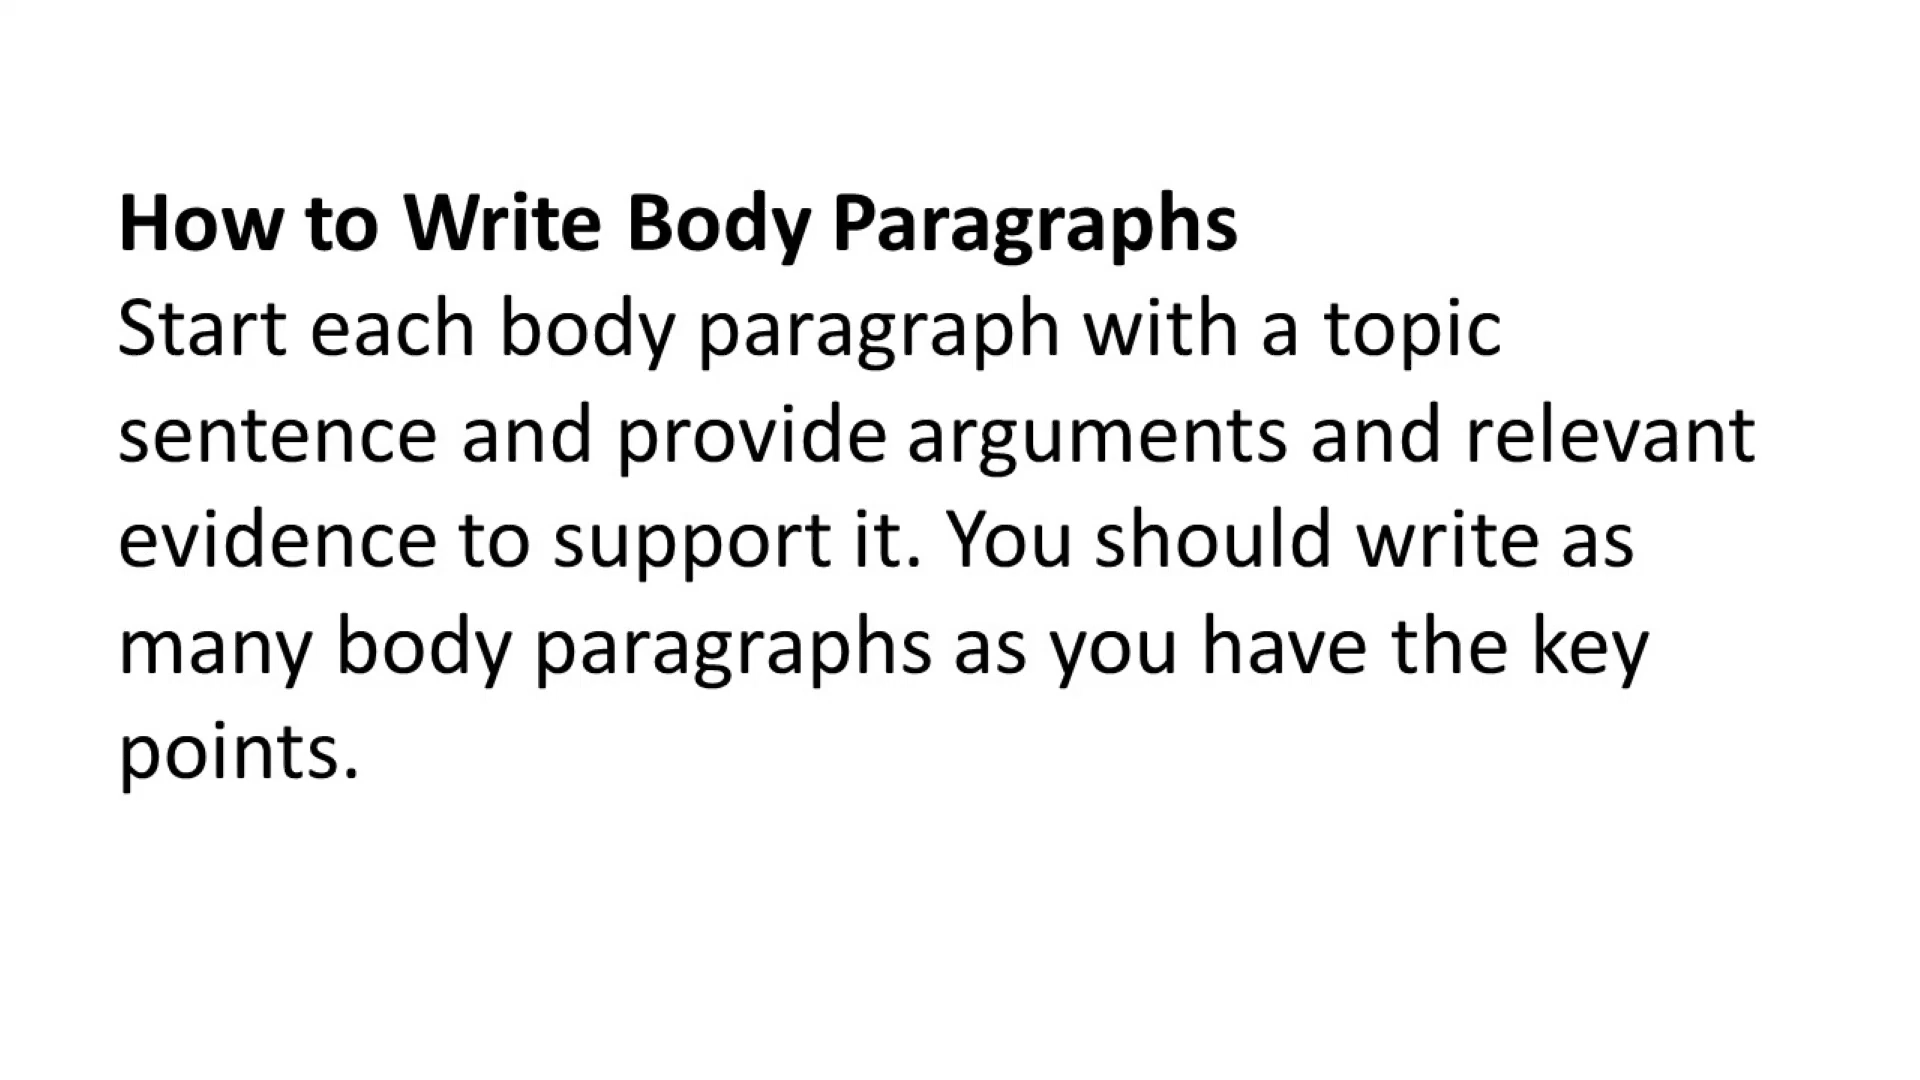 How to Write Body Paragraphs
Start each body paragraph with a topic
sentence and provide arguments and relevant
evidence to support it. You should write as
many body paragraphs as you have the key
points.